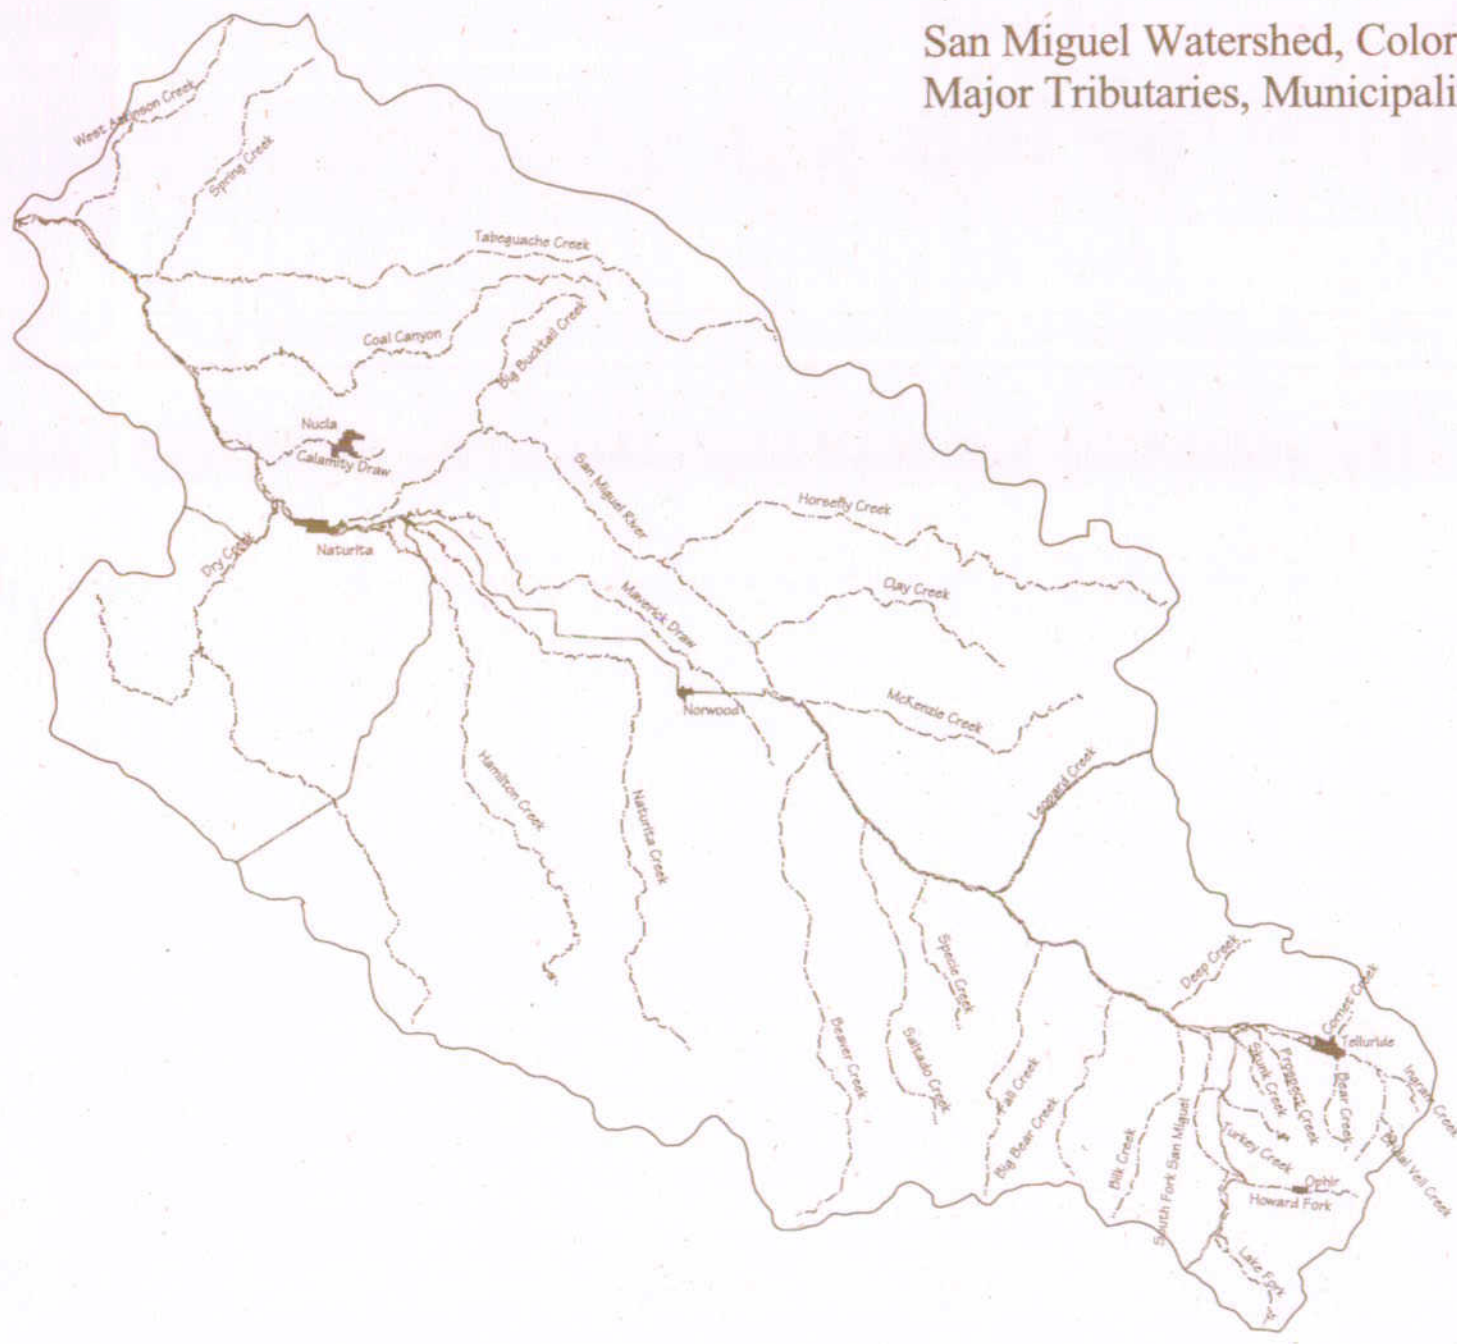 San Miguel Watershed, Color
Major Tributaries, Municipali
West Atkinson Creek
Spring Creek
Tabeguache Creek
Coal Canyon
Big Bucktail Creek
Nucla
Calamity Draw
San Miguel River
Horsefly Creek
Dry Creek
Naturita
Clay Creek
Maverick Draw
Norwood
McKenzie Creek
Hamilton Creek
Naturita Creek
Leopard Creek
Specie Creek
Deep Creek
Cornet Creek
Telluride
Beaver Creek
Saltado Creek
Fall Creek
Big Bear Creek
Bilk Creek
South Fork San Miguel
Skunk Creek
Prospect Creek
Bear Creek
Ingram Creek
Turkey Creek
Bridal Veil Creek
Ophir
Howard Fork
Lake Fork